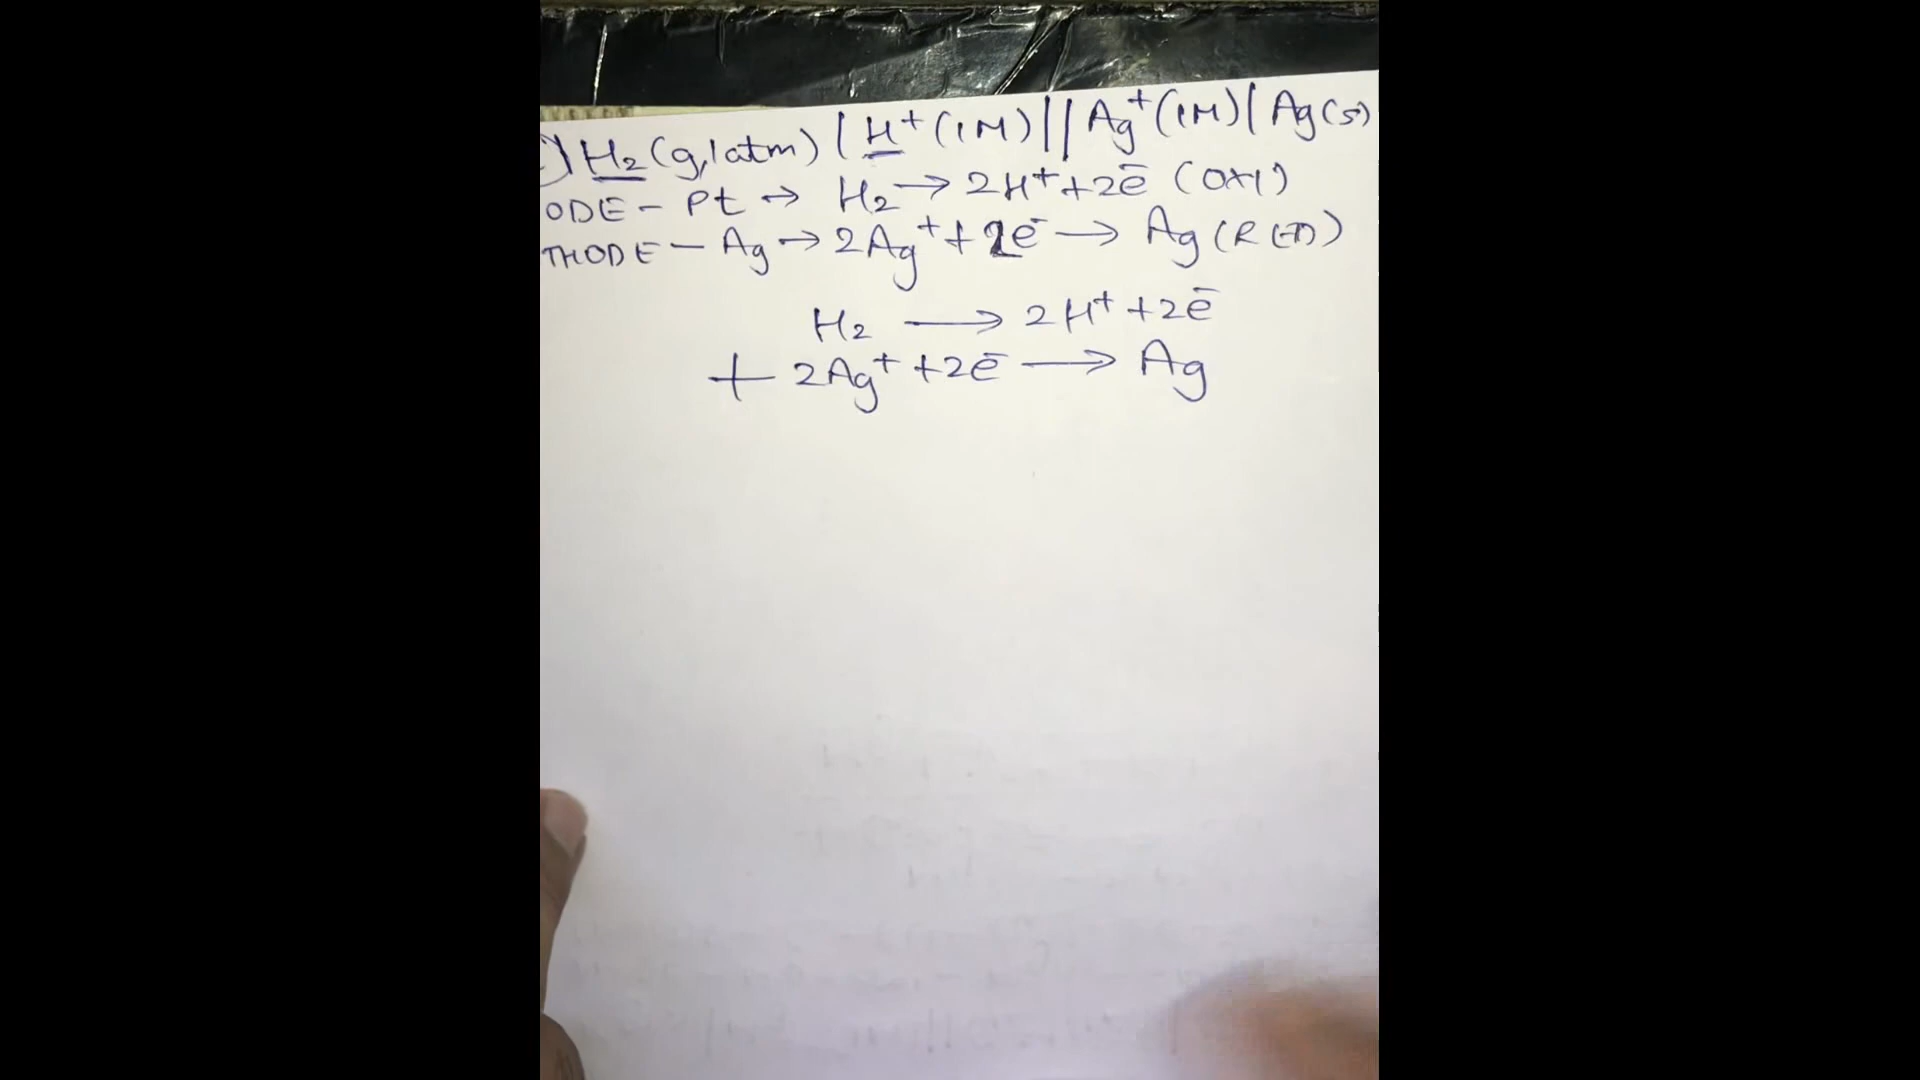 ) H₂ (g,1atm) | H⁺(1M) || Ag⁺(1M) | Ag(s)
ODE - Pt → H₂ → 2H⁺ + 2e⁻ (OXI)
THODE - Ag → 2Ag⁺ + 2e⁻ → Ag (RED)
H₂ → 2H⁺ + 2e⁻
+ 2Ag⁺ + 2e⁻ → Ag